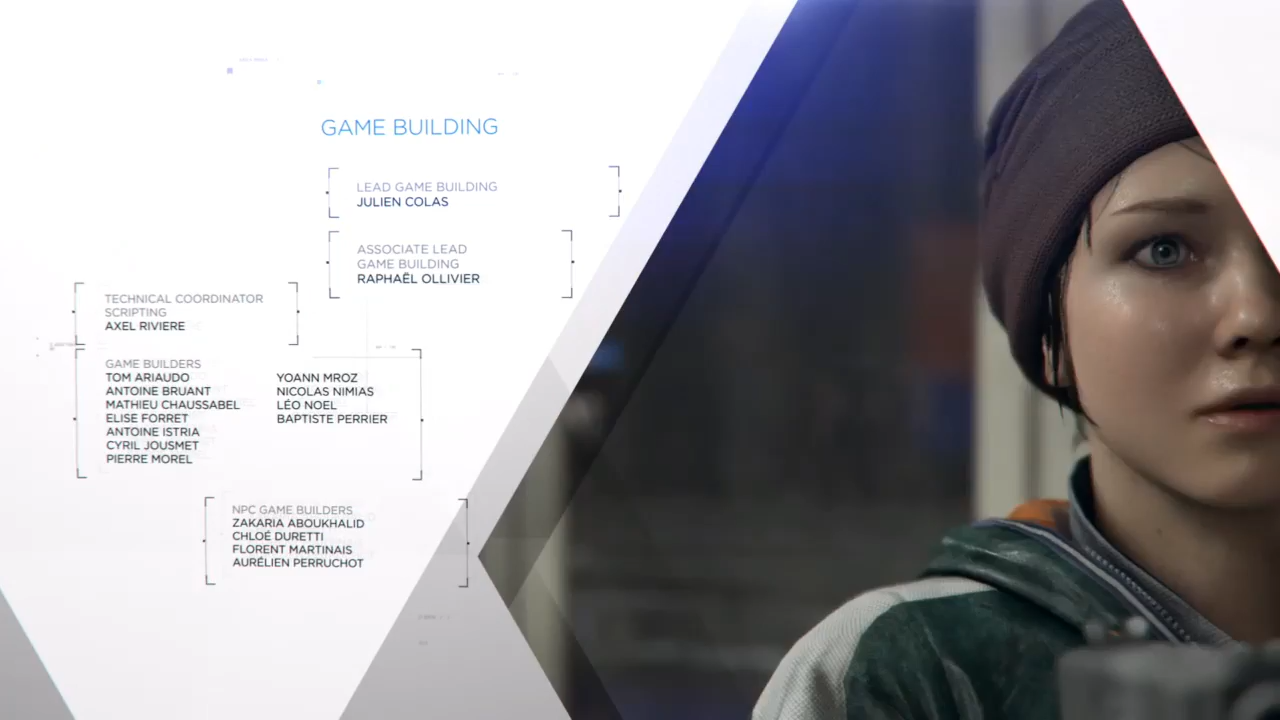 GAME BUILDING
LEAD GAME BUILDING
JULIEN COLAS
ASSOCIATE LEAD
GAME BUILDING
RAPHAËL OLLIVIER
TECHNICAL COORDINATOR
SCRIPTING
AXEL RIVIERE
GAME BUILDERS
TOM ARIAUDO
ANTOINE BRUANT
MATHIEU CHAUSSABEL
ELISE FORRET
ANTOINE ISTRIA
CYRIL JOUSMET
PIERRE MOREL
YOANN MROZ
NICOLAS NIMIAS
LÉO NOEL
BAPTISTE PERRIER
NPC GAME BUILDERS
ZAKARIA ABOUKHALID
CHLOÉ DURETTI
FLORENT MARTINAIS
AURÉLIEN PERRUCHOT